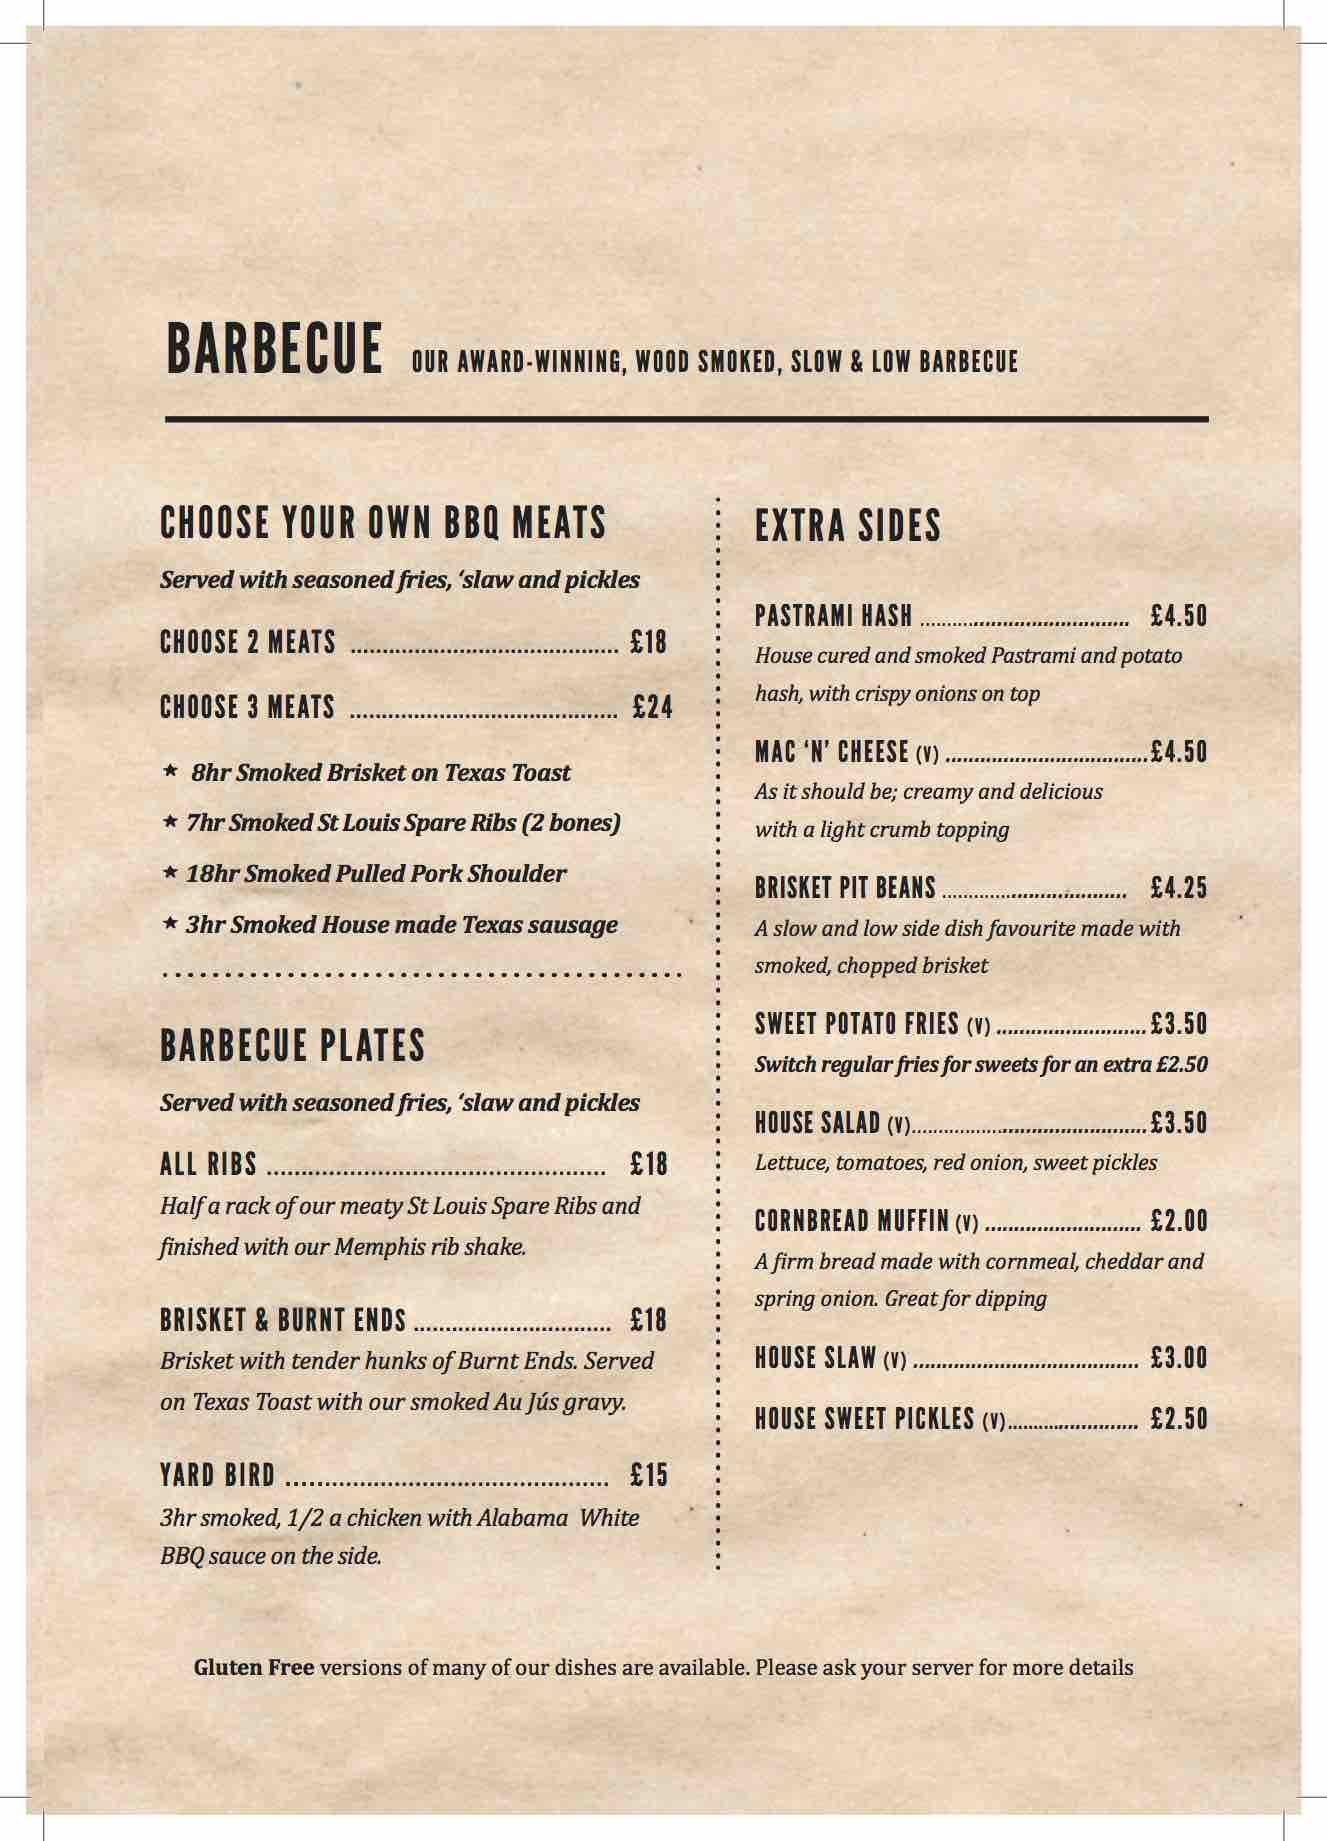 BARBECUE OUR AWARD-WINNING, WOOD SMOKED, SLOW & LOW BARBECUE
CHOOSE YOUR OWN BBQ MEATS
Served with seasoned fries, ‘slaw and pickles
CHOOSE 2 MEATS .......................................... £18
CHOOSE 3 MEATS .......................................... £24
★ 8hr Smoked Brisket on Texas Toast
★ 7hr Smoked St Louis Spare Ribs (2 bones)
★ 18hr Smoked Pulled Pork Shoulder
★ 3hr Smoked House made Texas sausage
BARBECUE PLATES
Served with seasoned fries, ‘slaw and pickles
ALL RIBS ................................................ £18
Half a rack of our meaty St Louis Spare Ribs and
finished with our Memphis rib shake.
BRISKET & BURNT ENDS ............................... £18
Brisket with tender hunks of Burnt Ends. Served
on Texas Toast with our smoked Au Jús gravy.
YARD BIRD .......................................... £15
3hr smoked, 1/2 a chicken with Alabama White
BBQ sauce on the side.
EXTRA SIDES
PASTRAMI HASH ..................................... £4.50
House cured and smoked Pastrami and potato
hash, with crispy onions on top
MAC ‘N’ CHEESE (V) ................................... £4.50
As it should be; creamy and delicious
with a light crumb topping
BRISKET PIT BEANS ................................. £4.25
A slow and low side dish favourite made with
smoked, chopped brisket
SWEET POTATO FRIES (V) .......................... £3.50
Switch regular fries for sweets for an extra £2.50
HOUSE SALAD (V).......................................... £3.50
Lettuce, tomatoes, red onion, sweet pickles
CORNBREAD MUFFIN (V) ........................... £2.00
A firm bread made with cornmeal, cheddar and
spring onion. Great for dipping
HOUSE SLAW (V) ....................................... £3.00
HOUSE SWEET PICKLES (V)......................... £2.50
Gluten Free versions of many of our dishes are available. Please ask your server for more details